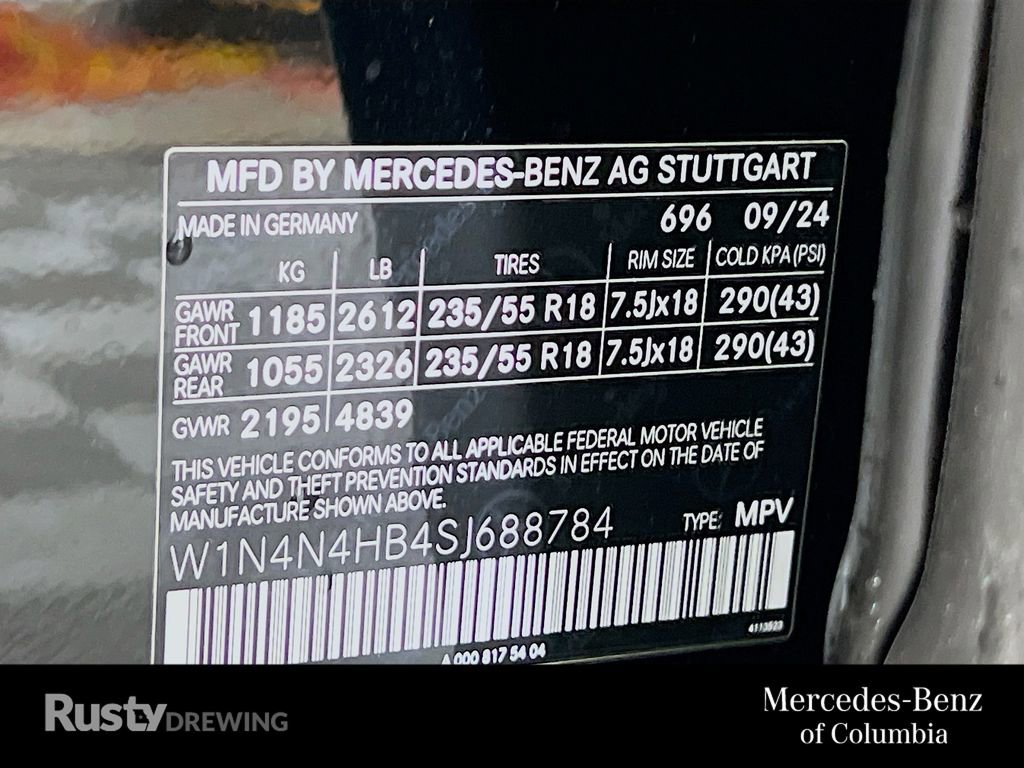 MFD BY MERCEDES-BENZ AG STUTTGART
MADE IN GERMANY 696 09/24
KG LB TIRES RIM SIZE COLD KPA (PSI)
GAWR FRONT 1185 2612 235/55 R18 7.5Jx18 290(43)
GAWR REAR 1055 2326 235/55 R18 7.5Jx18 290(43)
GVWR 2195 4839
THIS VEHICLE CONFORMS TO ALL APPLICABLE FEDERAL MOTOR VEHICLE
SAFETY AND THEFT PREVENTION STANDARDS IN EFFECT ON THE DATE OF
MANUFACTURE SHOWN ABOVE.
W1N4N4HB4SJ688784 TYPE: MPV
4113523
A 000 817 54 04
Rusty DREWING
Mercedes-Benz
of Columbia